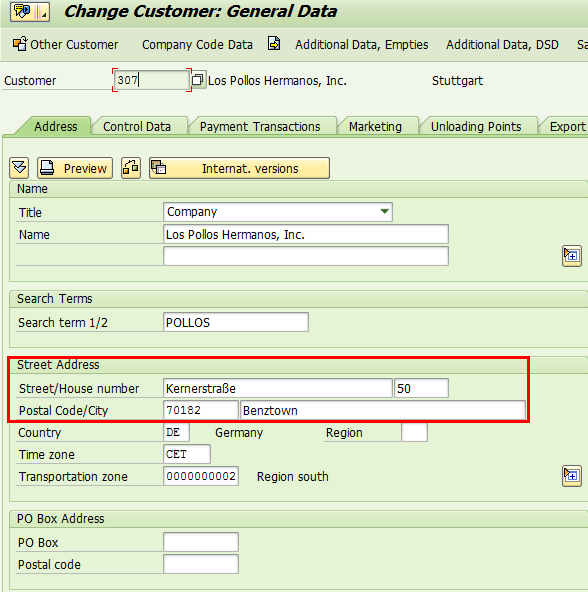 Change Customer: General Data
Other Customer Company Code Data Additional Data, Empties Additional Data, DSD Sa
Customer 307 Los Pollos Hermanos, Inc. Stuttgart
Address Control Data Payment Transactions Marketing Unloading Points Export
Preview Internat. versions
Name
Title Company
Name Los Pollos Hermanos, Inc.
Search Terms
Search term 1/2 POLLOS
Street Address
Street/House number Kernerstraße 50
Postal Code/City 70182 Benztown
Country DE Germany Region
Time zone CET
Transportation zone 0000000002 Region south
PO Box Address
PO Box
Postal code